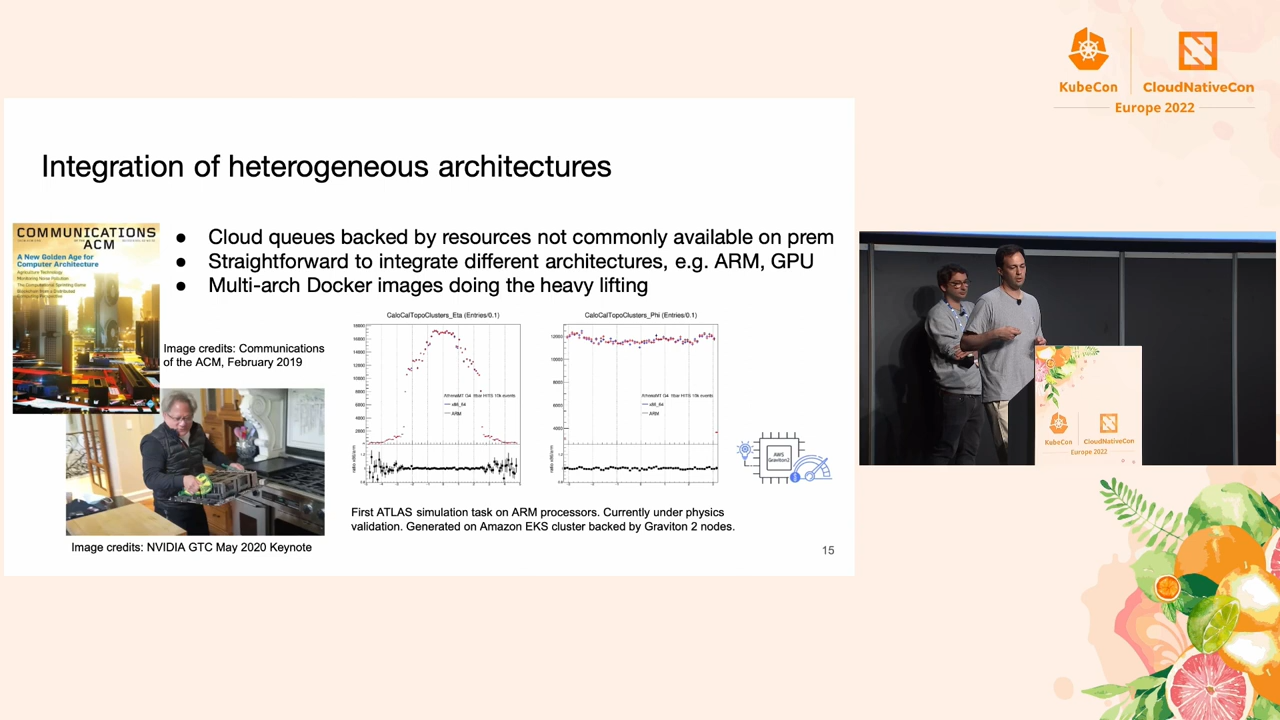 KubeCon
CloudNativeCon
Europe 2022
Integration of heterogeneous architectures
COMMUNICATIONS
ACM
A New Golden Age for
Computer Architecture
● Cloud queues backed by resources not commonly available on prem
● Straightforward to integrate different architectures, e.g. ARM, GPU
● Multi-arch Docker images doing the heavy lifting
Image credits: Communications
of the ACM, February 2019
CaloCalTopoClusters_Eta (Entries/0.1)
CaloCalTopoClusters_Phi (Entries/0.1)
x86_64
ARM
x86_64
ARM
AWS
Graviton2
First ATLAS simulation task on ARM processors. Currently under physics
validation. Generated on Amazon EKS cluster backed by Graviton 2 nodes.
Image credits: NVIDIA GTC May 2020 Keynote
15
KubeCon
CloudNativeCon
Europe 2022